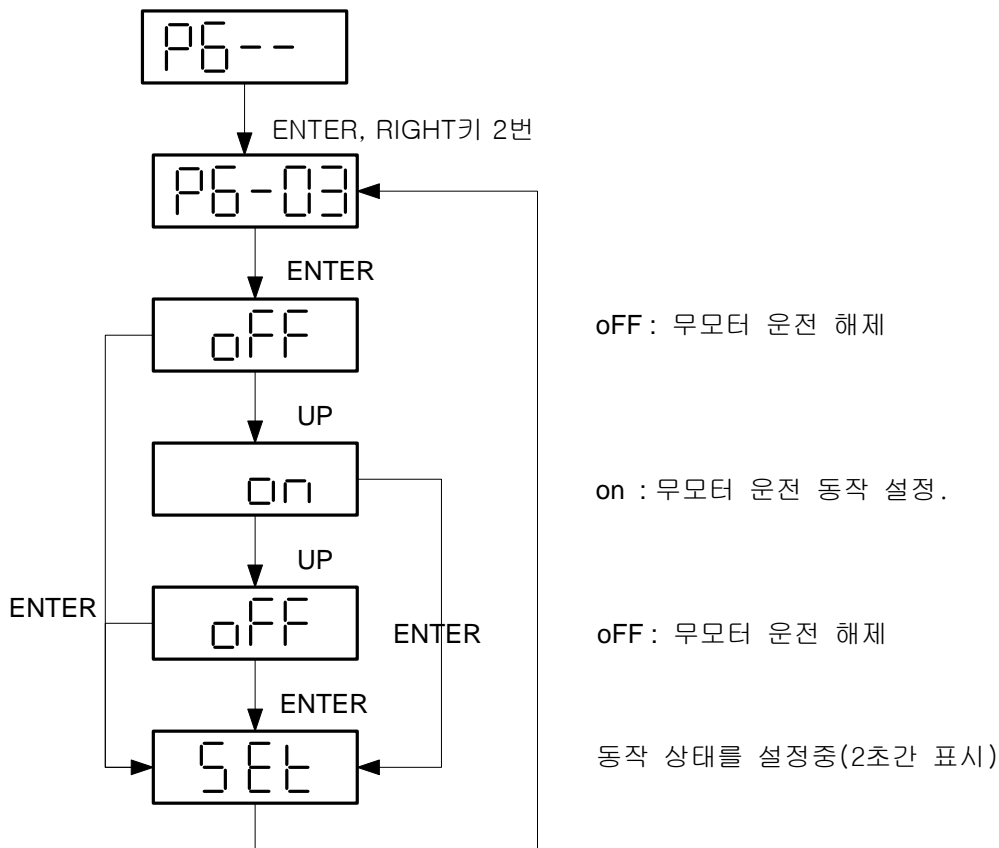 P6--
ENTER, RIGHT키 2번
P6-03
ENTER
oFF
oFF : 무모터 운전 해제
UP
on
on : 무모터 운전 동작 설정.
UP
ENTER
oFF
ENTER
oFF : 무모터 운전 해제
ENTER
SEt
동작 상태를 설정중(2초간 표시)